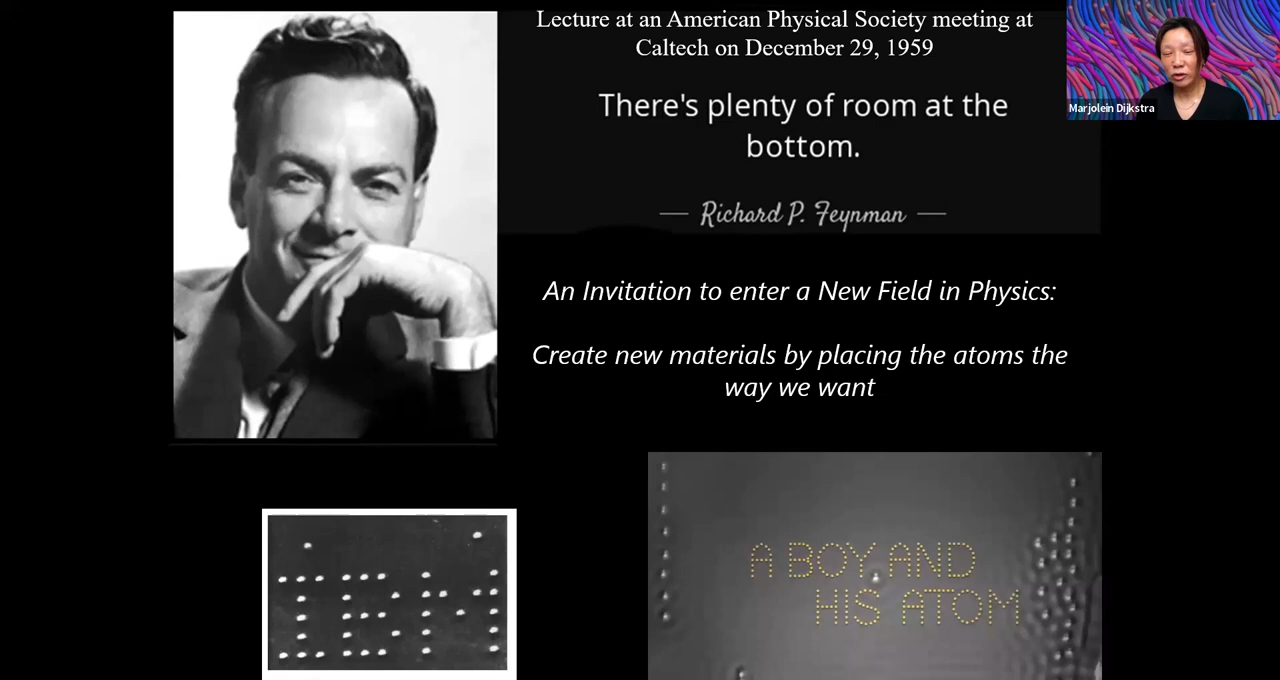 Lecture at an American Physical Society meeting at
Caltech on December 29, 1959
Marjolein Dijkstra
There's plenty of room at the
bottom.
— Richard P. Feynman —
An Invitation to enter a New Field in Physics:
Create new materials by placing the atoms the
way we want
IBM
A BOY AND
HIS ATOM